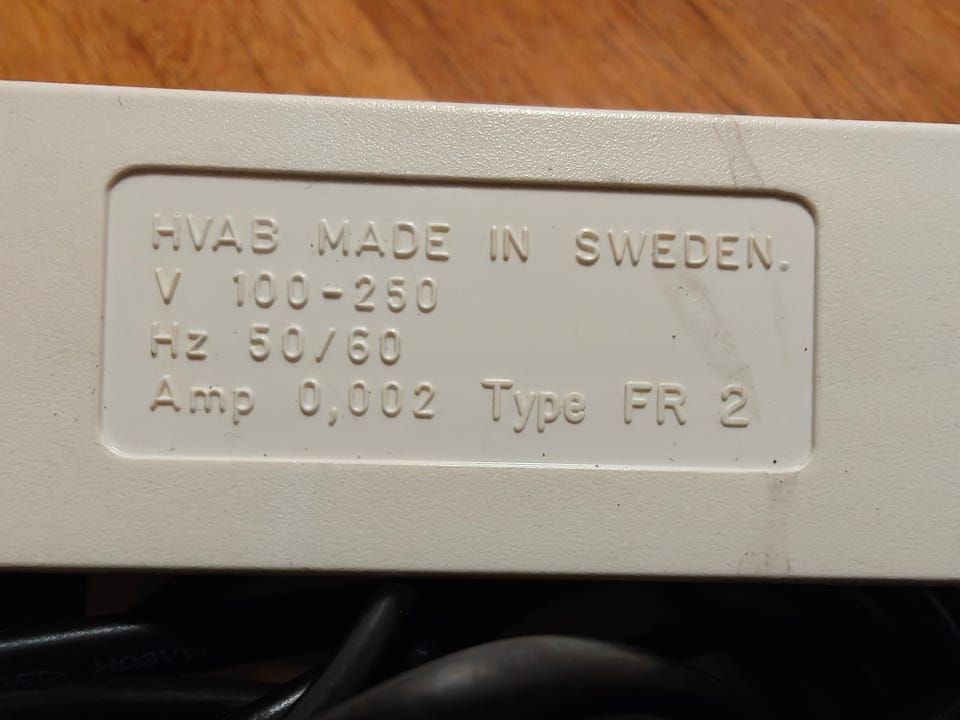 HVAB MADE IN SWEDEN.
V 100-250
Hz 50/60
Amp 0,002 Type FR 2